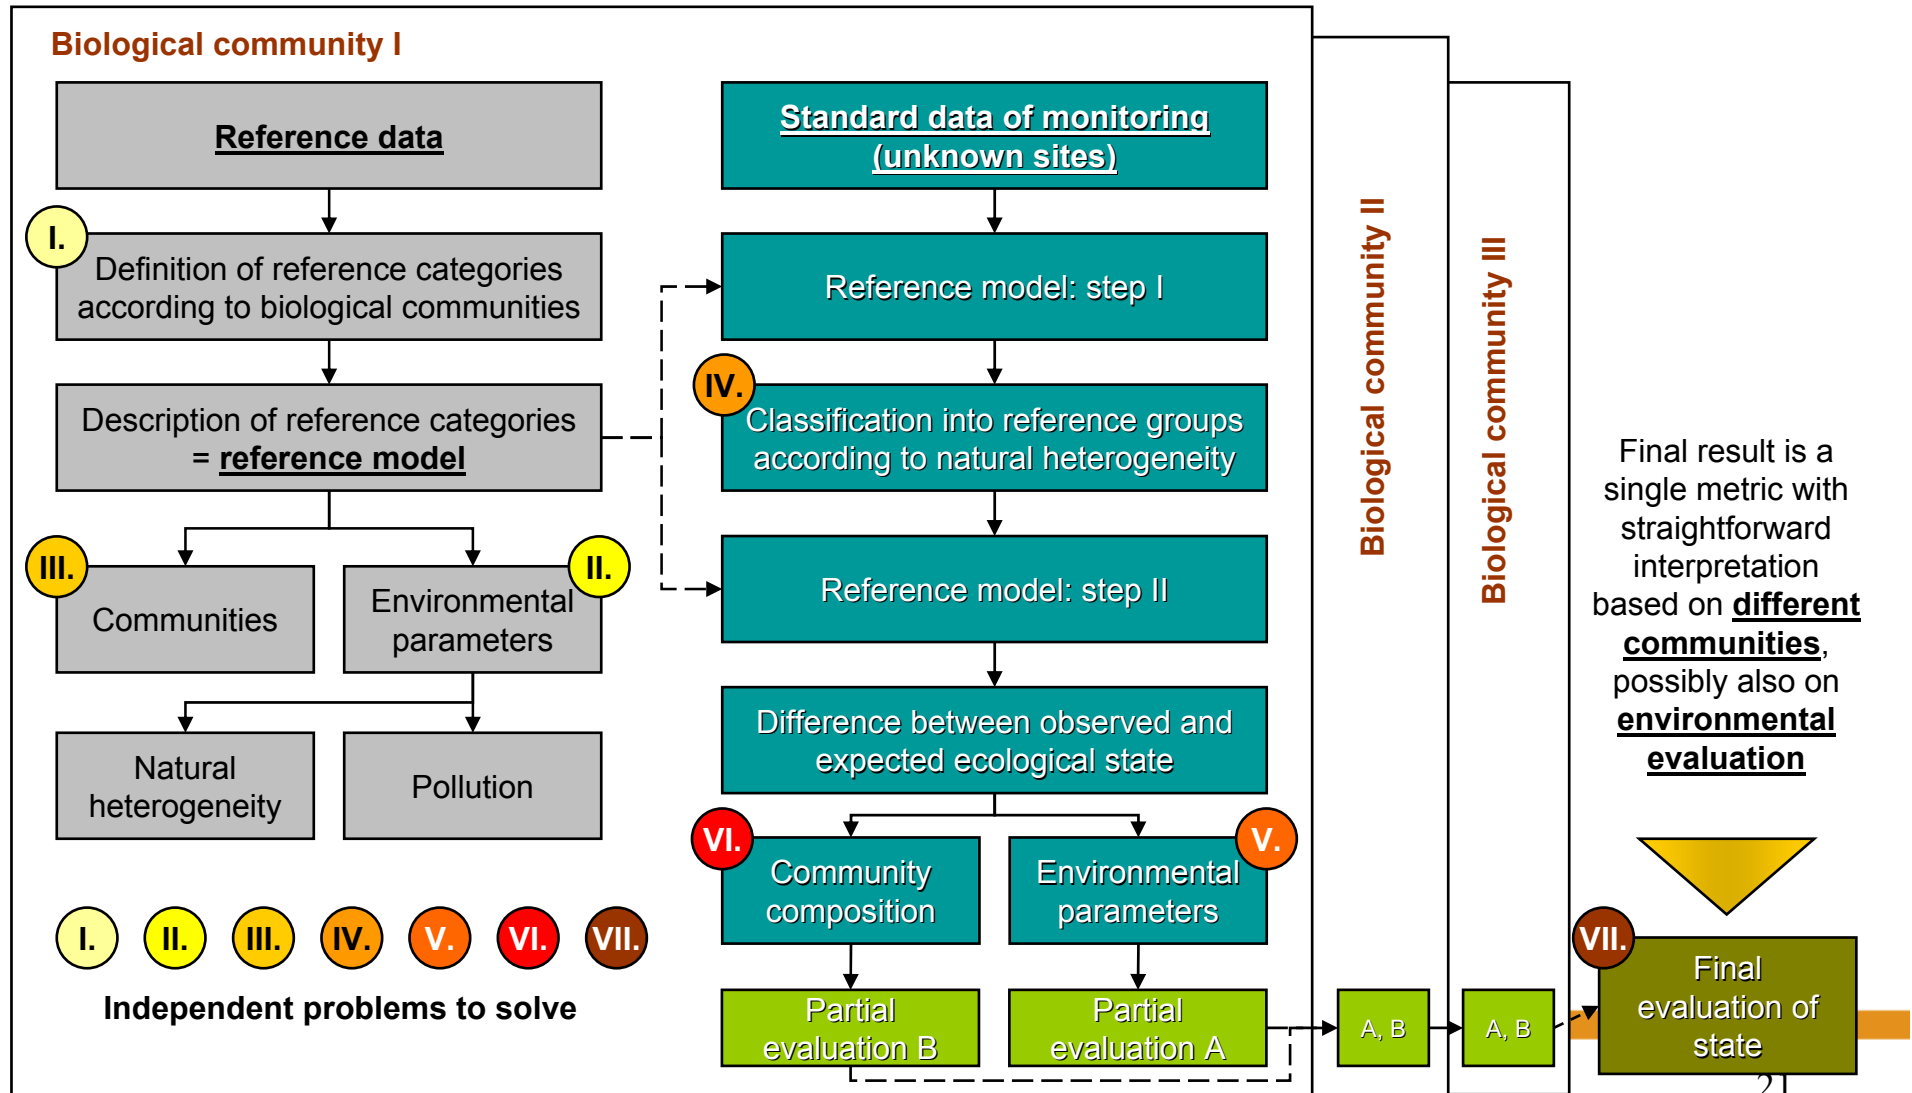 Biological community I
Reference data
I.
Definition of reference categories
according to biological communities
Description of reference categories
= reference model
III.
Communities
II.
Environmental
parameters
Natural
heterogeneity
Pollution
I.
II.
III.
IV.
V.
VI.
VII.
Independent problems to solve
Standard data of monitoring
(unknown sites)
Reference model: step I
IV.
Classification into reference groups
according to natural heterogeneity
Reference model: step II
Difference between observed and
expected ecological state
VI.
Community
composition
V.
Environmental
parameters
Partial
evaluation B
Partial
evaluation A
Biological community II
A, B
Biological community III
A, B
Final result is a
single metric with
straightforward
interpretation
based on different
communities,
possibly also on
environmental
evaluation
VII.
Final
evaluation of
state